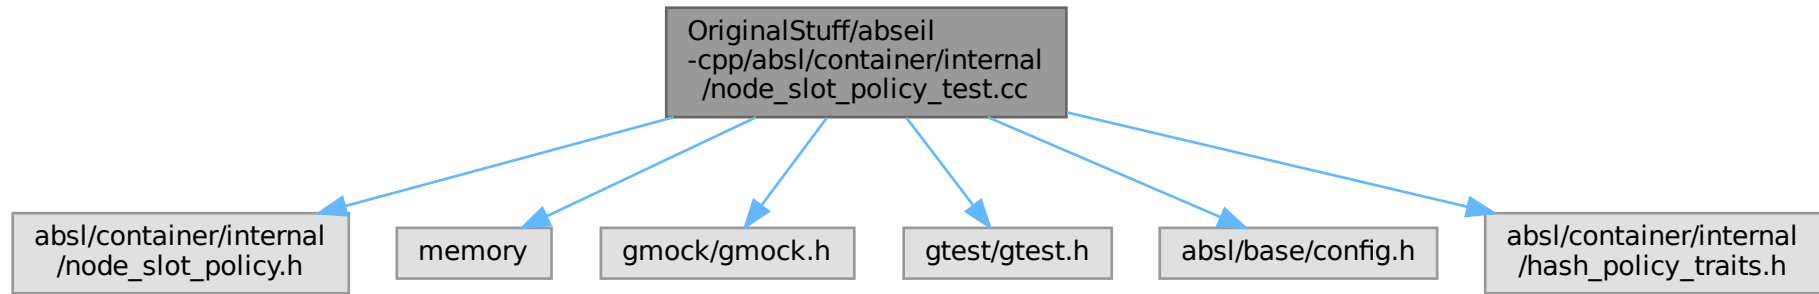 OriginalStuff/abseil
-cpp/absl/container/internal
/node_slot_policy_test.cc
absl/container/internal
/node_slot_policy.h
memory
gmock/gmock.h
gtest/gtest.h
absl/base/config.h
absl/container/internal
/hash_policy_traits.h